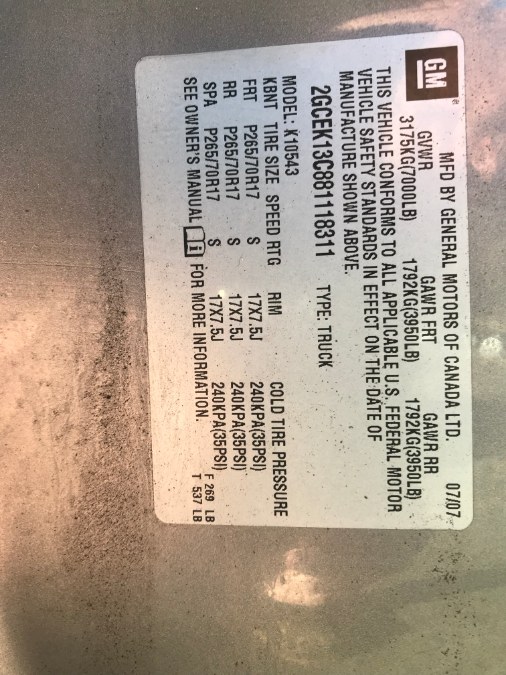 GM®
MFD BY GENERAL MOTORS OF CANADA LTD. 07/07
GVWR GAWR FRT GAWR RR
3175KG(7000LB) 1792KG(3950LB) 1792KG(3950LB)
THIS VEHICLE CONFORMS TO ALL APPLICABLE U.S. FEDERAL MOTOR
VEHICLE SAFETY STANDARDS IN EFFECT ON THE DATE OF
MANUFACTURE SHOWN ABOVE.
2GCEK13C881118311 TYPE: TRUCK
MODEL: K10543
KBNT TIRE SIZE SPEED RTG RIM COLD TIRE PRESSURE
FRT P265/70R17 S 17X7.5J 240KPA(35PSI)
RR P265/70R17 S 17X7.5J 240KPA(35PSI)
SPA P265/70R17 S 17X7.5J 240KPA(35PSI)
SEE OWNER'S MANUAL i FOR MORE INFORMATION.
F 269 LB
T 537 LB